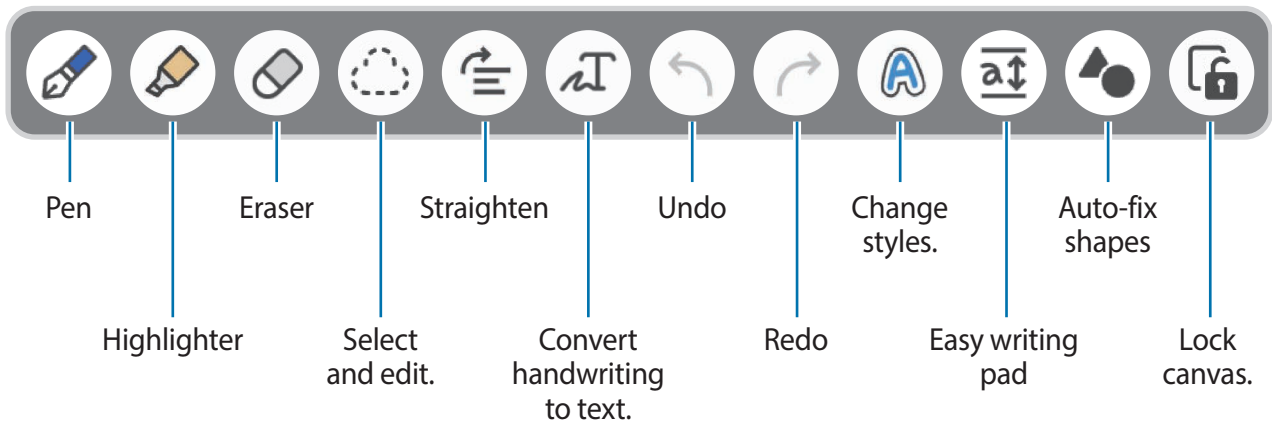 Pen
Eraser
Straighten
Undo
Change
styles.
Auto-fix
shapes
Highlighter
Select
and edit.
Convert
handwriting
to text.
Redo
Easy writing
pad
Lock
canvas.